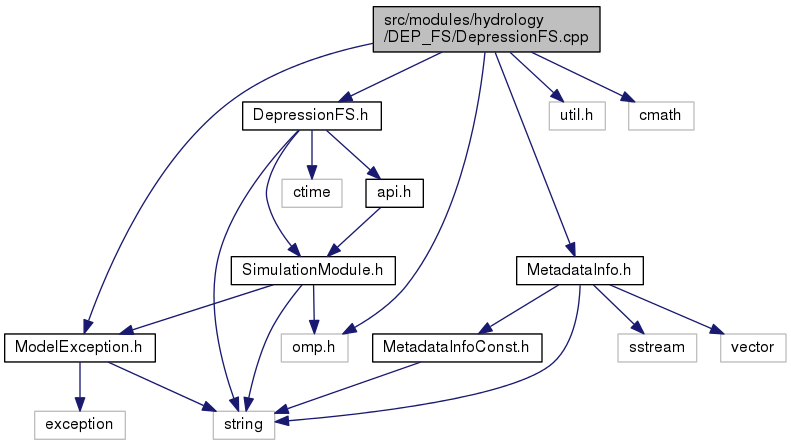 src/modules/hydrology
/DEP_FS/DepressionFS.cpp
DepressionFS.h
util.h
cmath
ctime
api.h
SimulationModule.h
MetadataInfo.h
ModelException.h
omp.h
MetadataInfoConst.h
sstream
vector
exception
string